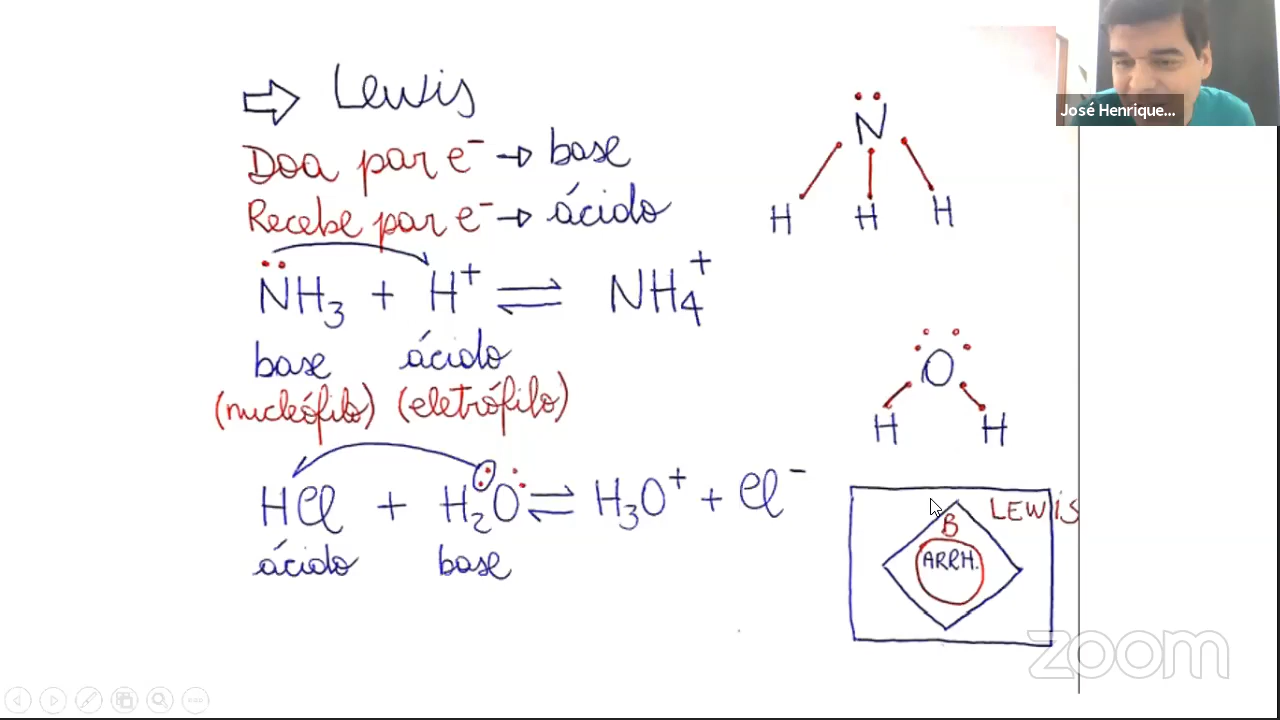 ⇨ Lewis
Doa par e⁻ → base
Recebe par e⁻ → ácido
N̈H₃ + H⁺ ⇌ NH₄⁺
base ácido
(nucleófilo) (eletrófilo)
HCl + H₂O ⇌ H₃O⁺ + Cl⁻
ácido base
N
H H H
O
H H
LEWIS
B
ARRH.
José Henrique...
zoom